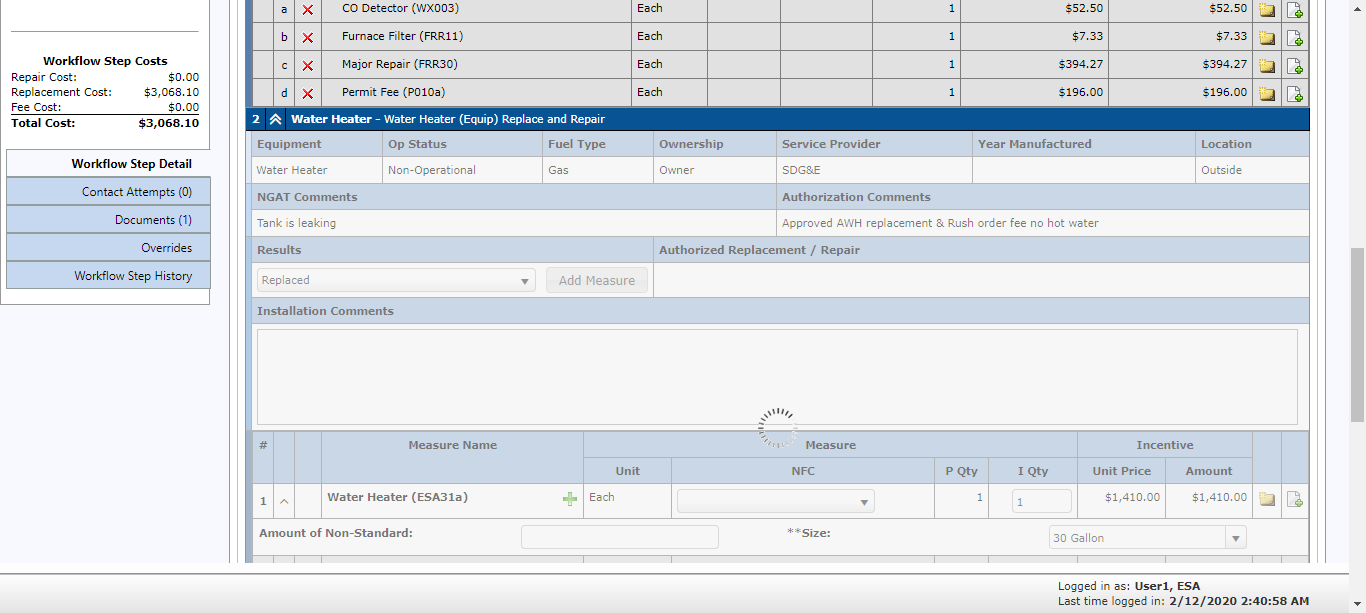 Workflow Step Costs
Repair Cost: $0.00
Replacement Cost: $3,068.10
Fee Cost: $0.00
Total Cost: $3,068.10
Workflow Step Detail
Contact Attempts (0)
Documents (1)
Overrides
Workflow Step History
a CO Detector (WX003) Each 1 $52.50 $52.50
b Furnace Filter (FRR11) Each 1 $7.33 $7.33
c Major Repair (FRR30) Each 1 $394.27 $394.27
d Permit Fee (P010a) Each 1 $196.00 $196.00
2 Water Heater - Water Heater (Equip) Replace and Repair
Equipment Op Status Fuel Type Ownership Service Provider Year Manufactured Location
Water Heater Non-Operational Gas Owner SDG&E Outside
NGAT Comments Authorization Comments
Tank is leaking Approved AWH replacement & Rush order fee no hot water
Results Authorized Replacement / Repair
Replaced Add Measure
Installation Comments
# Measure Name Measure Incentive
Unit NFC P Qty I Qty Unit Price Amount
1 Water Heater (ESA31a) Each 1 1 $1,410.00 $1,410.00
Amount of Non-Standard: **Size: 30 Gallon
Logged in as: User1, ESA
Last time logged in: 2/12/2020 2:40:58 AM